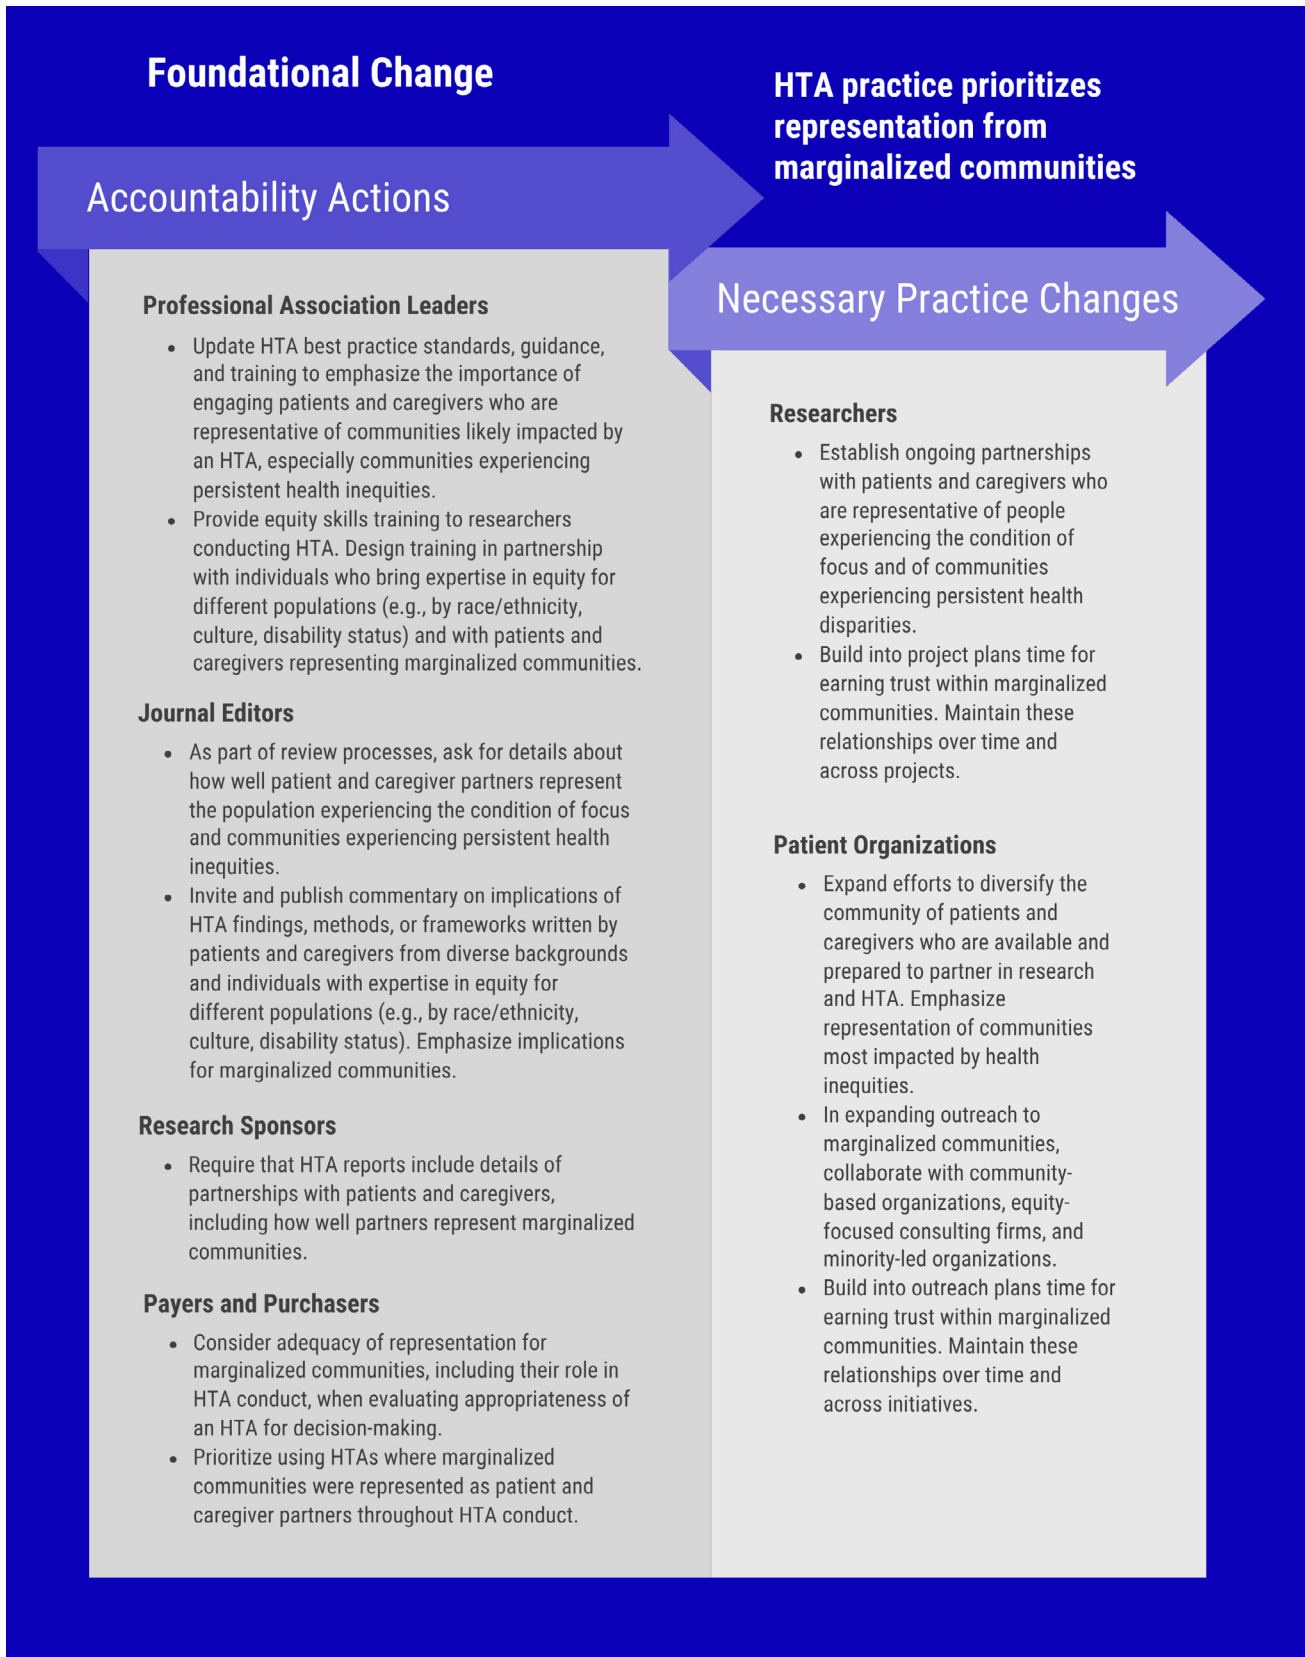 Foundational Change
HTA practice prioritizes
representation from
marginalized communities
Accountability Actions
Professional Association Leaders
• Update HTA best practice standards, guidance,
and training to emphasize the importance of
engaging patients and caregivers who are
representative of communities likely impacted by
an HTA, especially communities experiencing
persistent health inequities.
• Provide equity skills training to researchers
conducting HTA. Design training in partnership
with individuals who bring expertise in equity for
different populations (e.g., by race/ethnicity,
culture, disability status) and with patients and
caregivers representing marginalized communities.
Journal Editors
• As part of review processes, ask for details about
how well patient and caregiver partners represent
the population experiencing the condition of focus
and communities experiencing persistent health
inequities.
• Invite and publish commentary on implications of
HTA findings, methods, or frameworks written by
patients and caregivers from diverse backgrounds
and individuals with expertise in equity for
different populations (e.g., by race/ethnicity,
culture, disability status). Emphasize implications
for marginalized communities.
Research Sponsors
• Require that HTA reports include details of
partnerships with patients and caregivers,
including how well partners represent marginalized
communities.
Payers and Purchasers
• Consider adequacy of representation for
marginalized communities, including their role in
HTA conduct, when evaluating appropriateness of
an HTA for decision-making.
• Prioritize using HTAs where marginalized
communities were represented as patient and
caregiver partners throughout HTA conduct.
Necessary Practice Changes
Researchers
• Establish ongoing partnerships
with patients and caregivers who
are representative of people
experiencing the condition of
focus and of communities
experiencing persistent health
disparities.
• Build into project plans time for
earning trust within marginalized
communities. Maintain these
relationships over time and
across projects.
Patient Organizations
• Expand efforts to diversify the
community of patients and
caregivers who are available and
prepared to partner in research
and HTA. Emphasize
representation of communities
most impacted by health
inequities.
• In expanding outreach to
marginalized communities,
collaborate with community-
based organizations, equity-
focused consulting firms, and
minority-led organizations.
• Build into outreach plans time for
earning trust within marginalized
communities. Maintain these
relationships over time and
across initiatives.